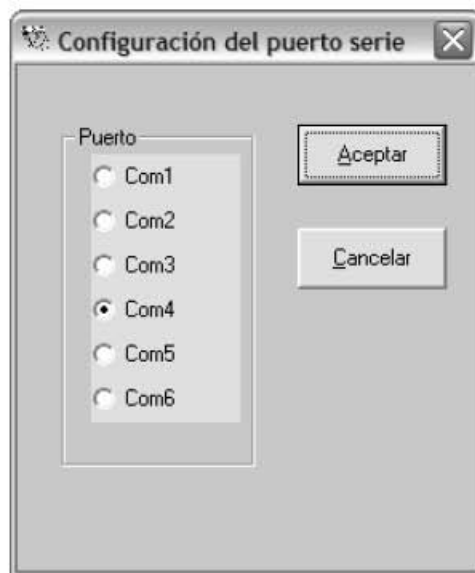 Configuración del puerto serie
Puerto
Com1
Com2
Com3
Com4
Com5
Com6
Aceptar
Cancelar